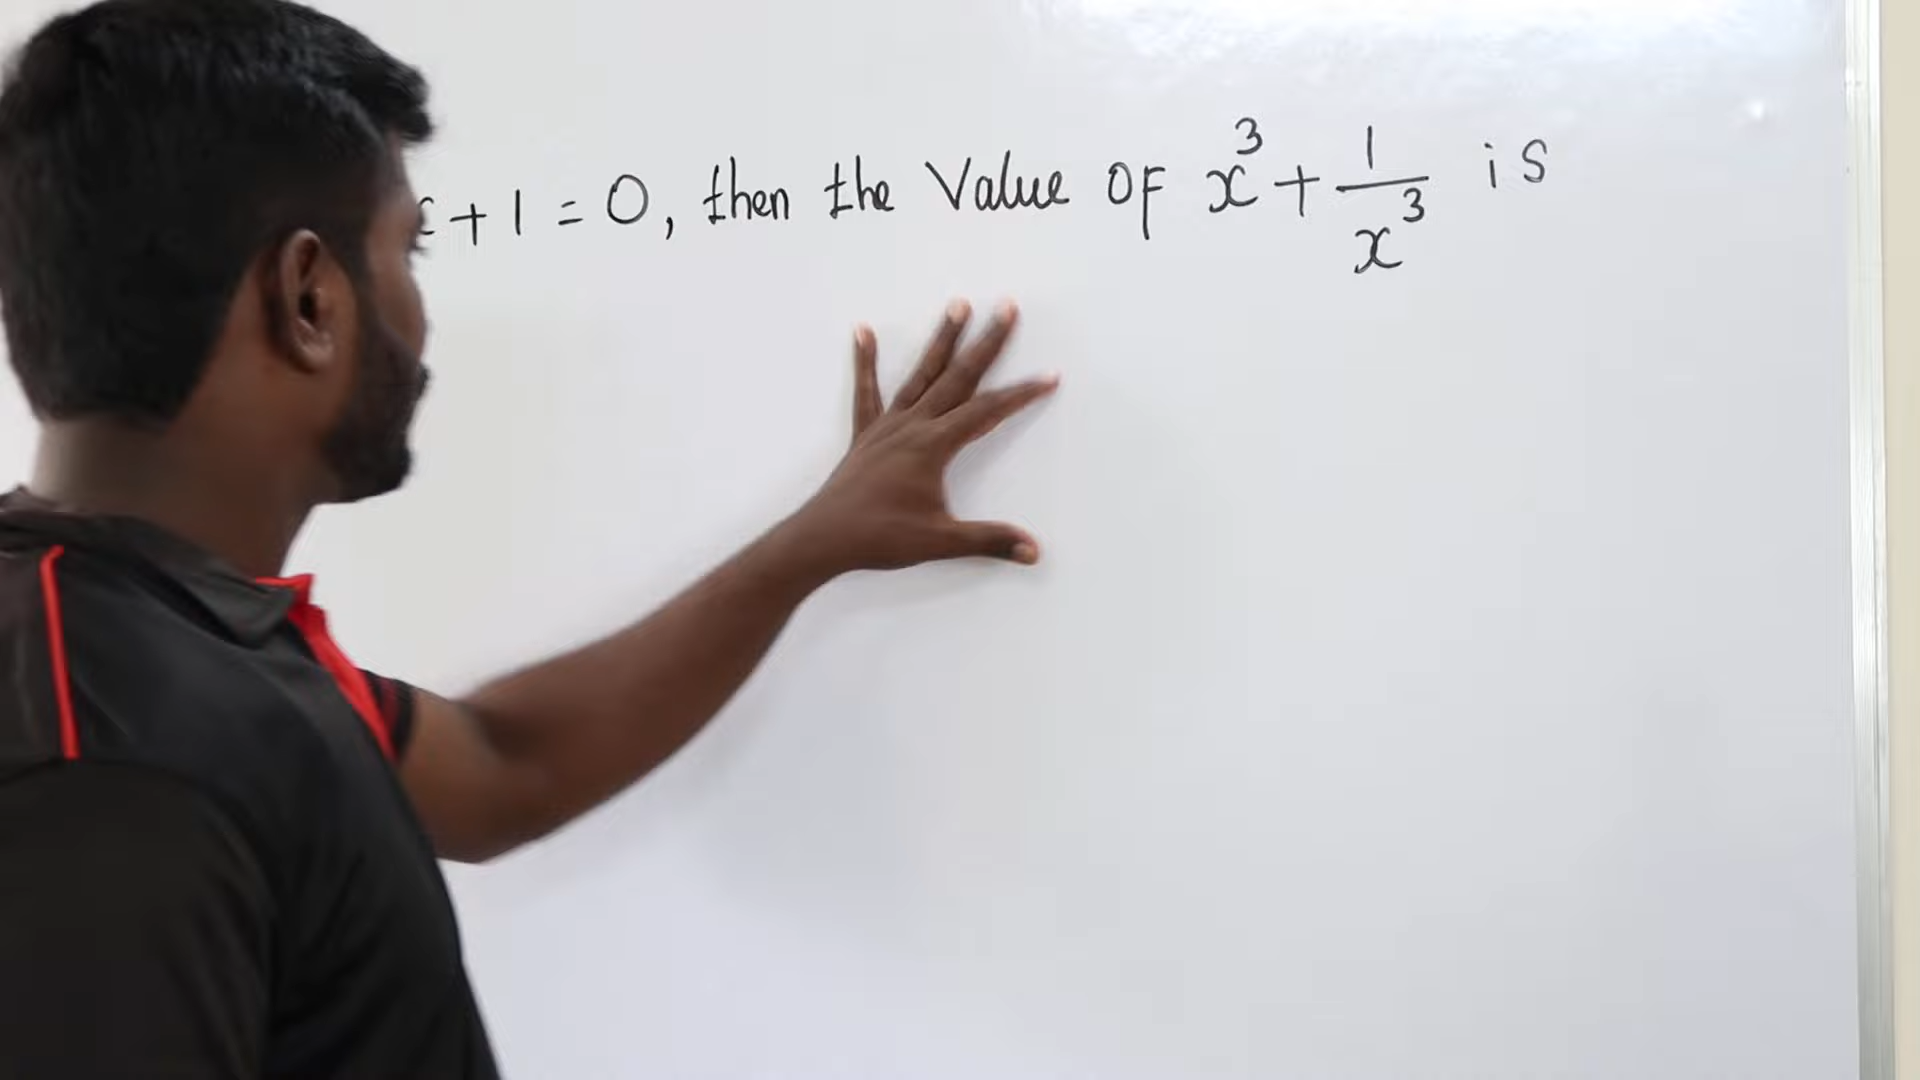 + 1 = 0, then the Value OF x³ + 1/x³ is